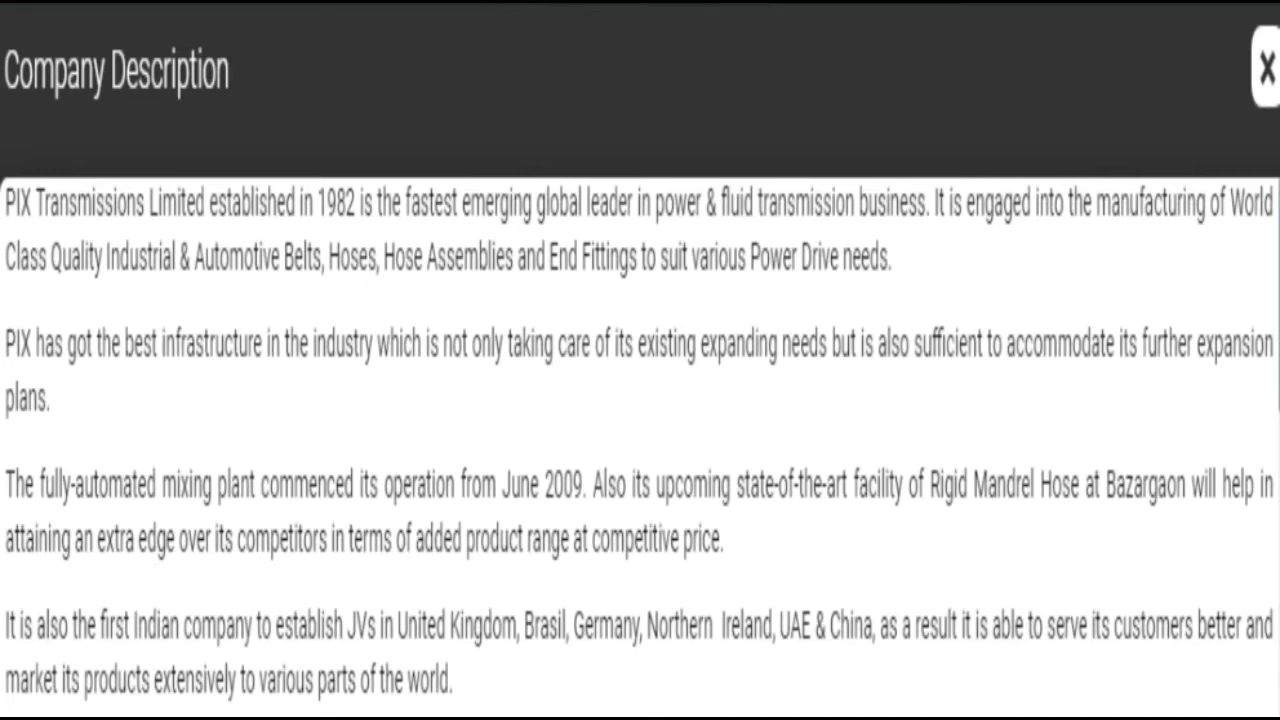 Company Description
x
PIX Transmissions Limited established in 1982 is the fastest emerging global leader in power & fluid transmission business. It is engaged into the manufacturing of World
Class Quality Industrial & Automotive Belts, Hoses, Hose Assemblies and End Fittings to suit various Power Drive needs.
PIX has got the best infrastructure in the industry which is not only taking care of its existing expanding needs but is also sufficient to accommodate its further expansion
plans.
The fully-automated mixing plant commenced its operation from June 2009. Also its upcoming state-of-the-art facility of Rigid Mandrel Hose at Bazargaon will help in
attaining an extra edge over its competitors in terms of added product range at competitive price.
It is also the first Indian company to establish JVs in United Kingdom, Brasil, Germany, Northern Ireland, UAE & China, as a result it is able to serve its customers better and
market its products extensively to various parts of the world.